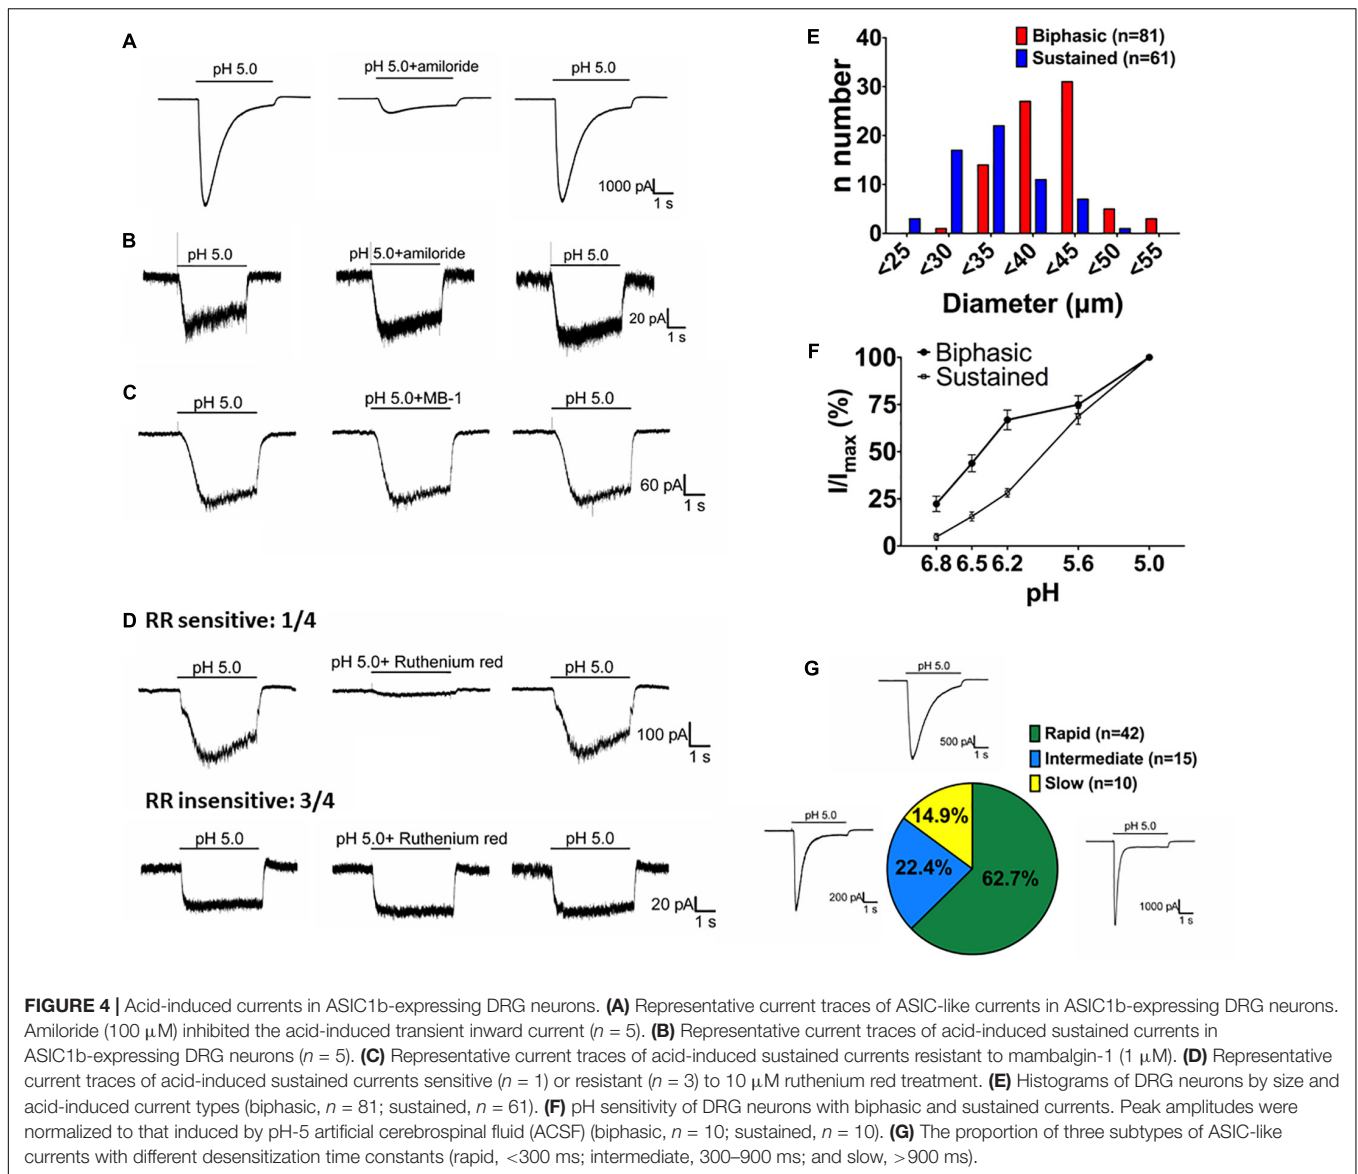 A
pH 5.0
pH 5.0+amiloride
pH 5.0
1000 pA
1 s
B
pH 5.0
pH 5.0+amiloride
pH 5.0
20 pA
1 s
C
pH 5.0
pH 5.0+MB-1
pH 5.0
60 pA
1 s
D RR sensitive: 1/4
pH 5.0
pH 5.0+ Ruthenium red
pH 5.0
100 pA
1 s
RR insensitive: 3/4
pH 5.0
pH 5.0+ Ruthenium red
pH 5.0
20 pA
1 s
E
Biphasic (n=81)
Sustained (n=61)
n number
40
30
20
10
0
<25 <30 <35 <40 <45 <50 <55
Diameter (µm)
F
Biphasic
Sustained
I/Imax (%)
100
75
50
25
0
6.8 6.5 6.2 5.6 5.0
pH
G
pH 5.0
500 pA
1 s
Rapid (n=42)
Intermediate (n=15)
Slow (n=10)
pH 5.0
200 pA
1 s
14.9%
22.4%
62.7%
pH 5.0
1000 pA
1 s
FIGURE 4 | Acid-induced currents in ASIC1b-expressing DRG neurons. (A) Representative current traces of ASIC-like currents in ASIC1b-expressing DRG neurons.
Amiloride (100 µM) inhibited the acid-induced transient inward current (n = 5). (B) Representative current traces of acid-induced sustained currents in
ASIC1b-expressing DRG neurons (n = 5). (C) Representative current traces of acid-induced sustained currents resistant to mambalgin-1 (1 µM). (D) Representative
current traces of acid-induced sustained currents sensitive (n = 1) or resistant (n = 3) to 10 µM ruthenium red treatment. (E) Histograms of DRG neurons by size and
acid-induced current types (biphasic, n = 81; sustained, n = 61). (F) pH sensitivity of DRG neurons with biphasic and sustained currents. Peak amplitudes were
normalized to that induced by pH-5 artificial cerebrospinal fluid (ACSF) (biphasic, n = 10; sustained, n = 10). (G) The proportion of three subtypes of ASIC-like
currents with different desensitization time constants (rapid, <300 ms; intermediate, 300–900 ms; and slow, >900 ms).